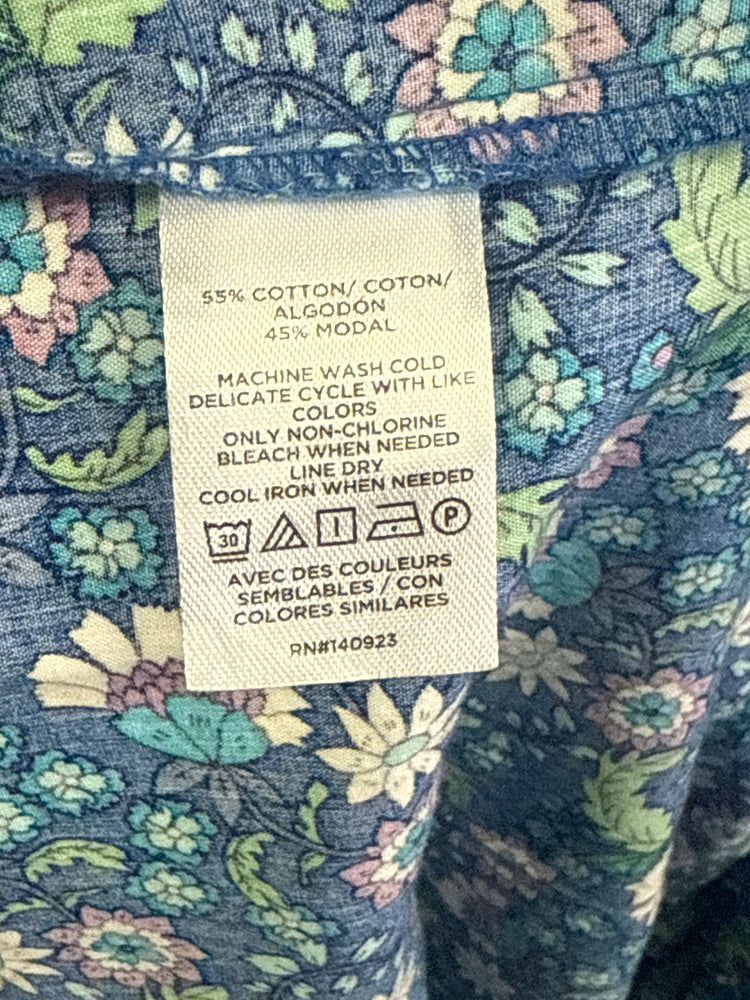 55% COTTON/ COTON/
ALGODÓN
45% MODAL
MACHINE WASH COLD
DELICATE CYCLE WITH LIKE
COLORS
ONLY NON-CHLORINE
BLEACH WHEN NEEDED
LINE DRY
COOL IRON WHEN NEEDED
30 P
AVEC DES COULEURS
SEMBLABLES / CON
COLORES SIMILARES
RN#140923